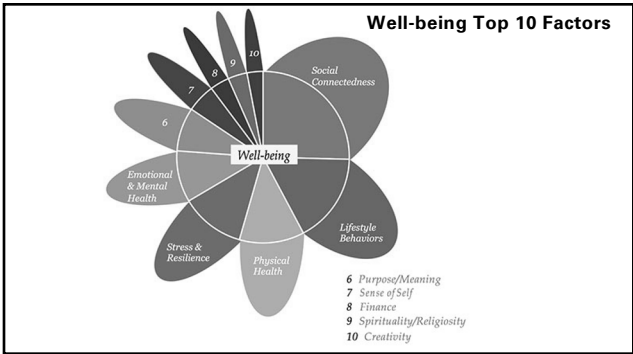 Well-being Top 10 Factors
Social
Connectedness
Lifestyle
Behaviors
Physical
Health
Stress &
Resilience
Emotional
& Mental
Health
6
7
8
9
10
Well-being
6 Purpose/Meaning
7 Sense of Self
8 Finance
9 Spirituality/Religiosity
10 Creativity